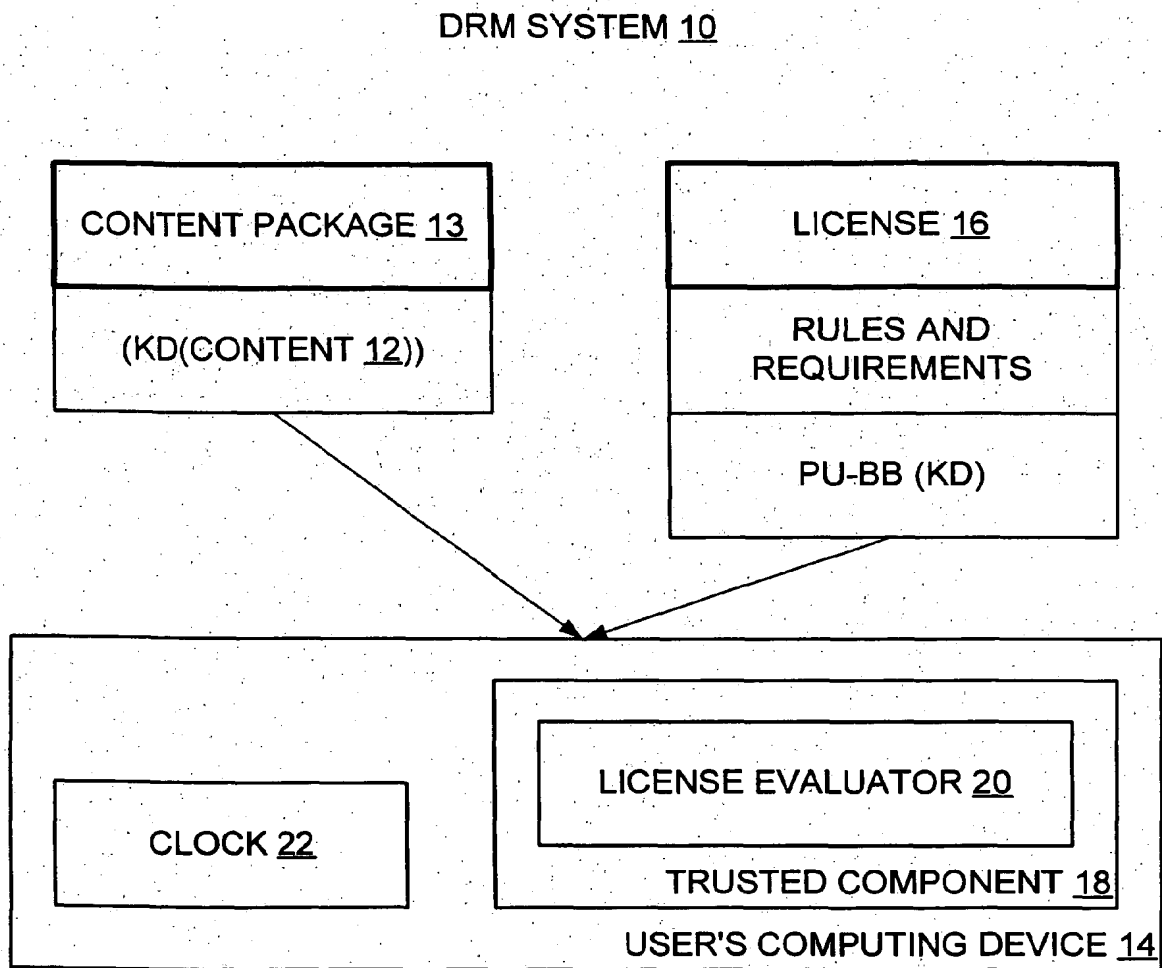 DRM SYSTEM 10
CONTENT PACKAGE 13
(KD(CONTENT 12))
LICENSE 16
RULES AND
REQUIREMENTS
PU-BB (KD)
CLOCK 22
LICENSE EVALUATOR 20
TRUSTED COMPONENT 18
USER'S COMPUTING DEVICE 14